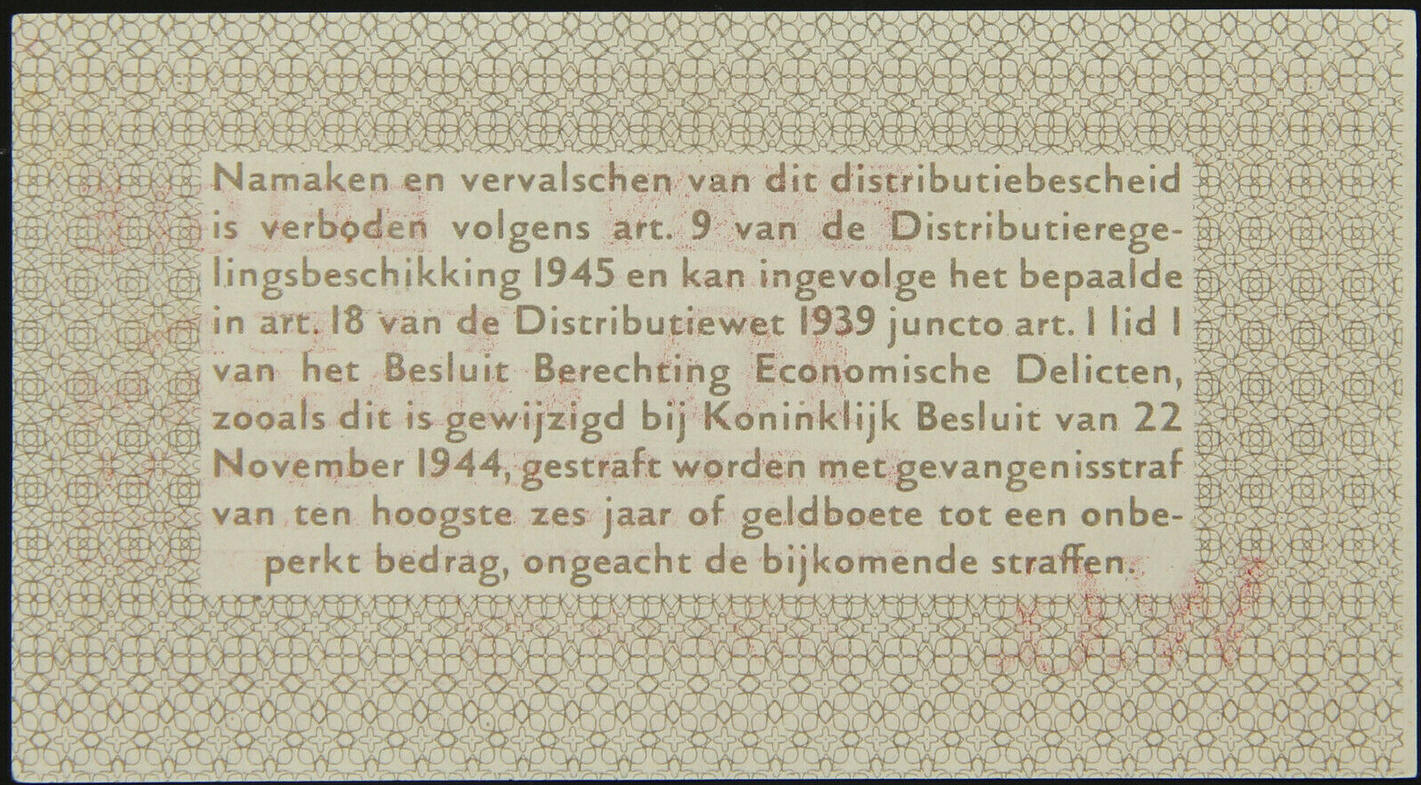 Namaken en vervalschen van dit distributiebescheid
is verboden volgens art. 9 van de Distributierege-
lingsbeschikking 1945 en kan ingevolge het bepaalde
in art. 18 van de Distributiewet 1939 juncto art. 1 lid 1
van het Besluit Berechting Economische Delicten,
zooals dit is gewijzigd bij Koninklijk Besluit van 22
November 1944, gestraft worden met gevangenisstraf
van ten hoogste zes jaar of geldboete tot een onbe-
perkt bedrag, ongeacht de bijkomende straffen.